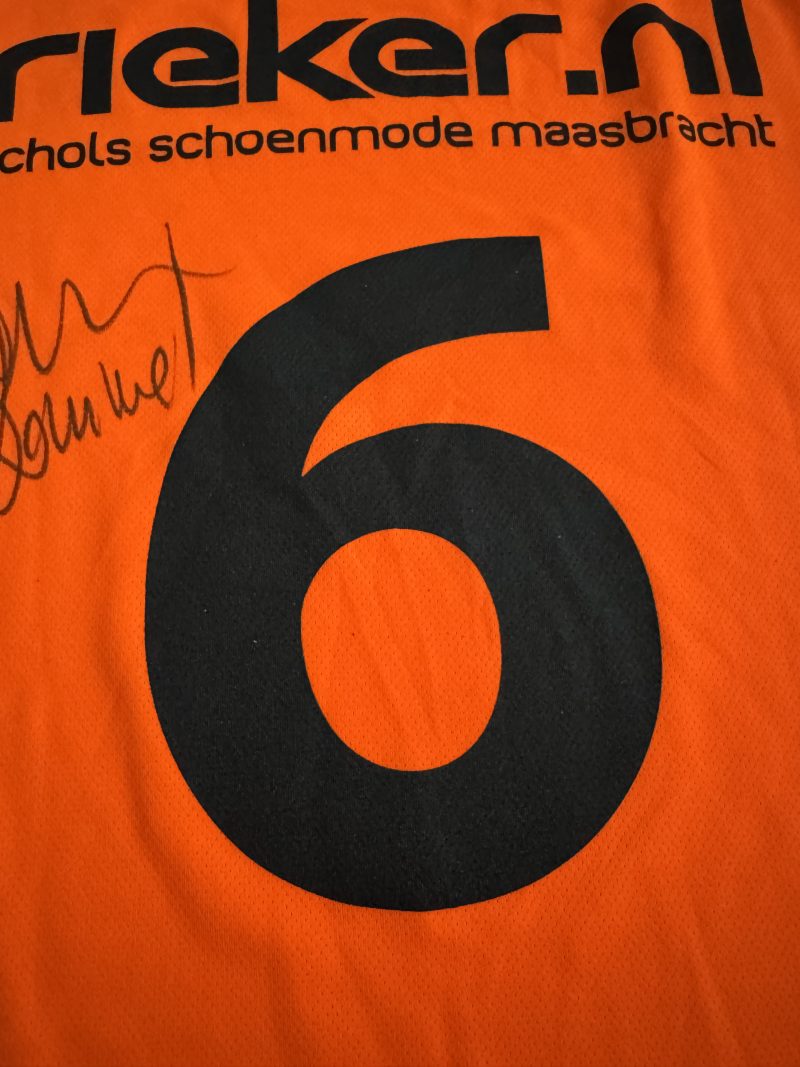 rieker.nl
chols schoenmode maasbracht
6